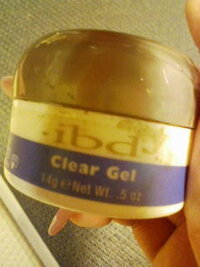 .ibd.
Clear Gel
14g ℮ Net Wt. .5 oz